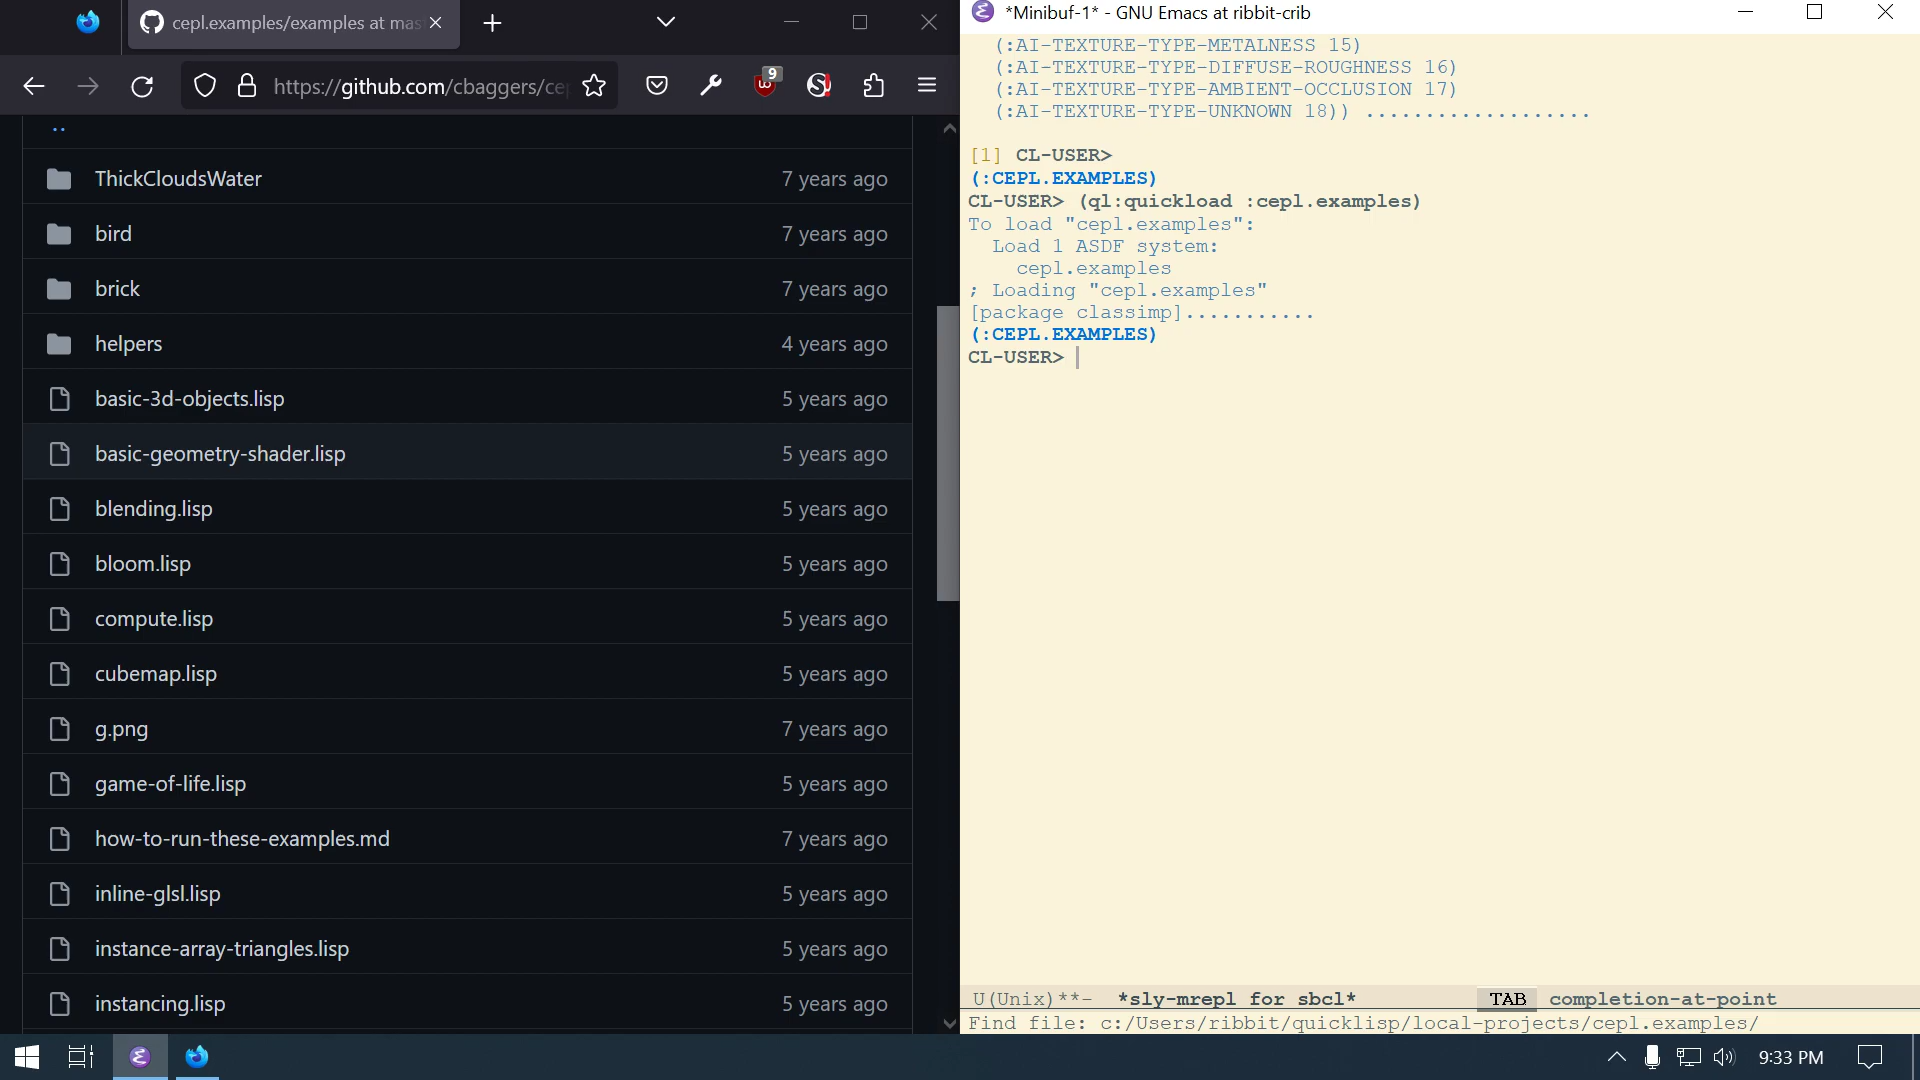 cepl.examples/examples at mas
https://github.com/cbaggers/cep
9
..
ThickCloudsWater 7 years ago
bird 7 years ago
brick 7 years ago
helpers 4 years ago
basic-3d-objects.lisp 5 years ago
basic-geometry-shader.lisp 5 years ago
blending.lisp 5 years ago
bloom.lisp 5 years ago
compute.lisp 5 years ago
cubemap.lisp 5 years ago
g.png 7 years ago
game-of-life.lisp 5 years ago
how-to-run-these-examples.md 7 years ago
inline-glsl.lisp 5 years ago
instance-array-triangles.lisp 5 years ago
instancing.lisp 5 years ago
*Minibuf-1* - GNU Emacs at ribbit-crib
(:AI-TEXTURE-TYPE-METALNESS 15)
(:AI-TEXTURE-TYPE-DIFFUSE-ROUGHNESS 16)
(:AI-TEXTURE-TYPE-AMBIENT-OCCLUSION 17)
(:AI-TEXTURE-TYPE-UNKNOWN 18)) ...................
[1] CL-USER>
(:CEPL.EXAMPLES)
CL-USER> (ql:quickload :cepl.examples)
To load "cepl.examples":
Load 1 ASDF system:
cepl.examples
; Loading "cepl.examples"
[package classimp]...........
(:CEPL.EXAMPLES)
CL-USER>
U(Unix)**- *sly-mrepl for sbcl* TAB completion-at-point
Find file: c:/Users/ribbit/quicklisp/local-projects/cepl.examples/
9:33 PM